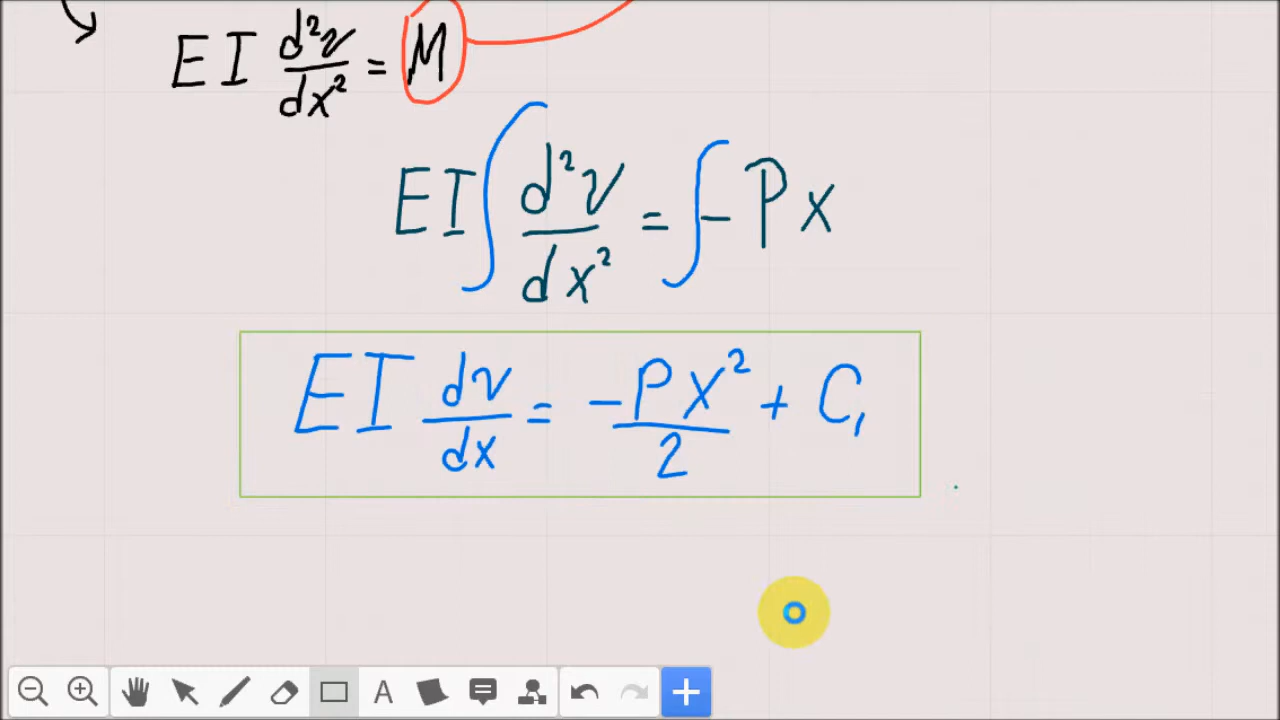 EI d²v/dx² = M
EI ∫ d²v/dx² = ∫ - Px
EI dv/dx = -Px²/2 + C₁
A